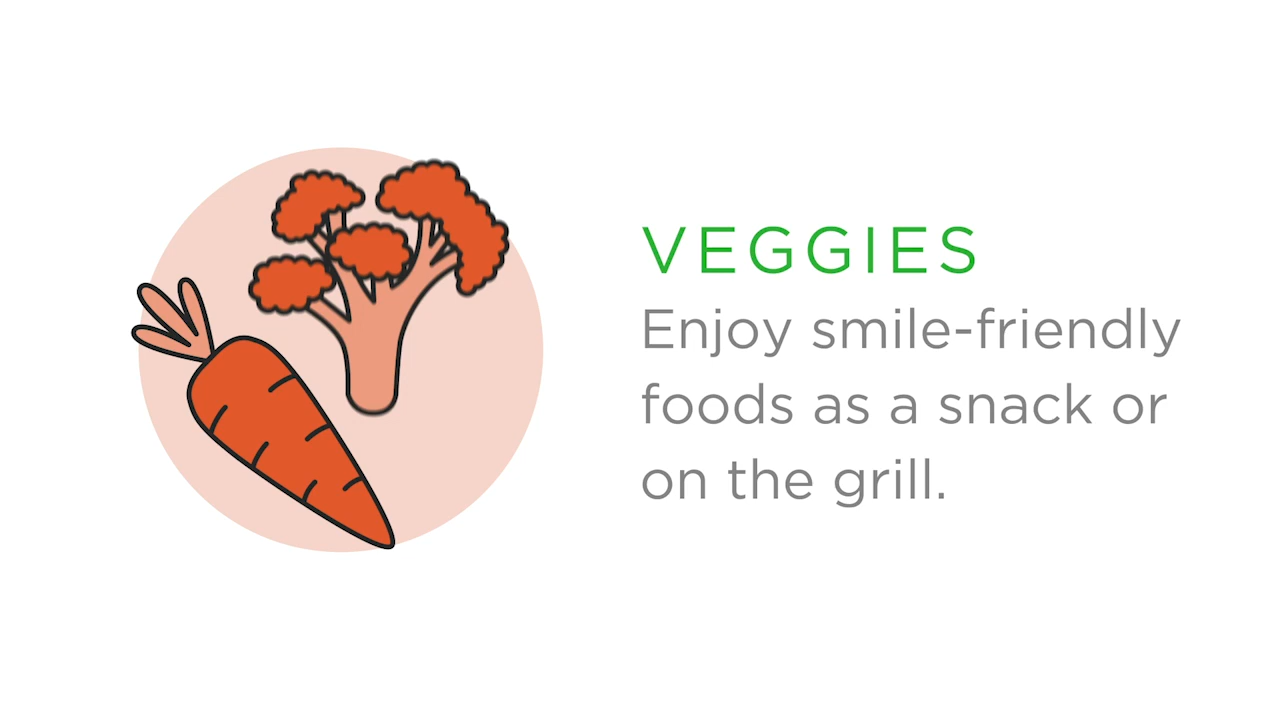 VEGGIES
Enjoy smile-friendly
foods as a snack or
on the grill.